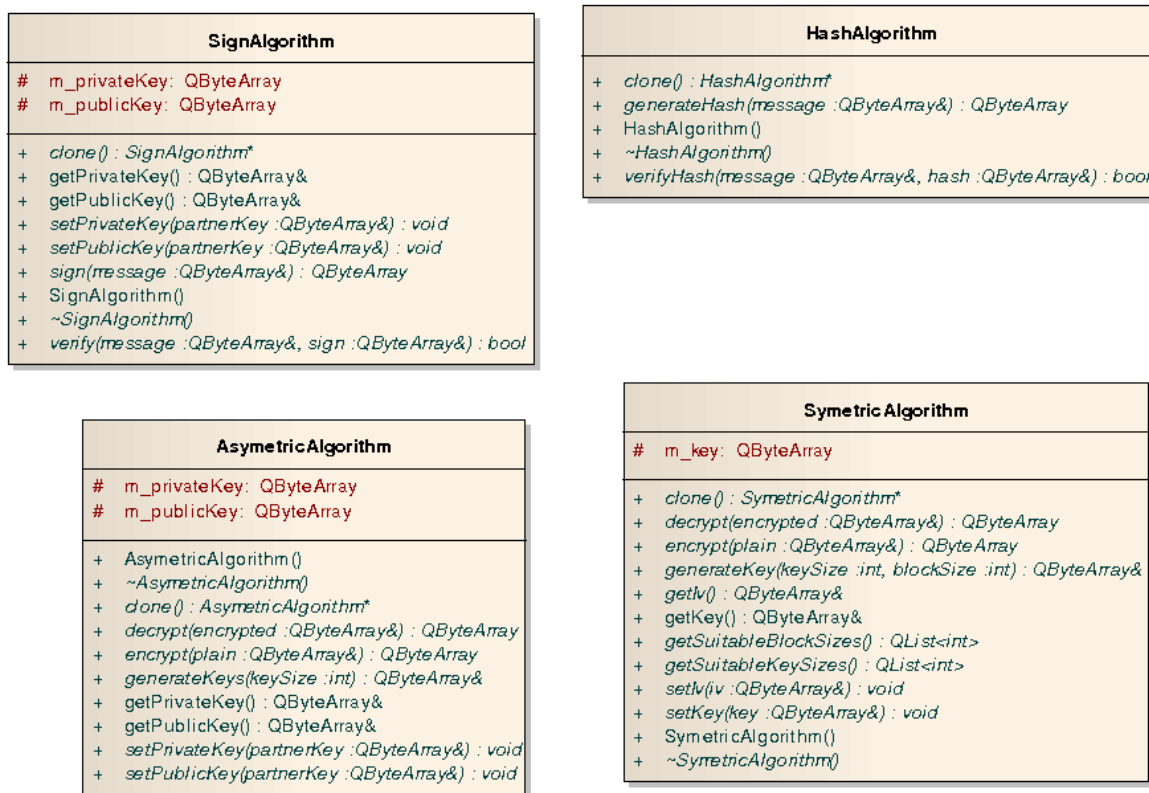 SignAlgorithm
# m_privateKey: QByteArray
# m_publicKey: QByteArray
+ clone() : SignAlgorithm*
+ getPrivateKey() : QByteArray&
+ getPublicKey() : QByteArray&
+ setPrivateKey(partnerKey :QByteArray&) : void
+ setPublicKey(partnerKey :QByteArray&) : void
+ sign(message :QByteArray&) : QByteArray
+ SignAlgorithm()
+ ~SignAlgorithm()
+ verify(message :QByteArray&, sign :QByteArray&) : bool
HashAlgorithm
+ clone() : HashAlgorithm*
+ generateHash(message :QByteArray&) : QByteArray
+ HashAlgorithm()
+ ~HashAlgorithm()
+ verifyHash(message :QByteArray&, hash :QByteArray&) : bool
AsymetricAlgorithm
# m_privateKey: QByteArray
# m_publicKey: QByteArray
+ AsymetricAlgorithm()
+ ~AsymetricAlgorithm()
+ clone() : AsymetricAlgorithm*
+ decrypt(encrypted :QByteArray&) : QByteArray
+ encrypt(plain :QByteArray&) : QByteArray
+ generateKeys(keySize :int) : QByteArray&
+ getPrivateKey() : QByteArray&
+ getPublicKey() : QByteArray&
+ setPrivateKey(partnerKey :QByteArray&) : void
+ setPublicKey(partnerKey :QByteArray&) : void
SymetricAlgorithm
# m_key: QByteArray
+ clone() : SymetricAlgorithm*
+ decrypt(encrypted :QByteArray&) : QByteArray
+ encrypt(plain :QByteArray&) : QByteArray
+ generateKey(keySize :int, blockSize :int) : QByteArray&
+ getIv() : QByteArray&
+ getKey() : QByteArray&
+ getSuitableBlockSizes() : QList<int>
+ getSuitableKeySizes() : QList<int>
+ setIv(iv :QByteArray&) : void
+ setKey(key :QByteArray&) : void
+ SymetricAlgorithm()
+ ~SymetricAlgorithm()